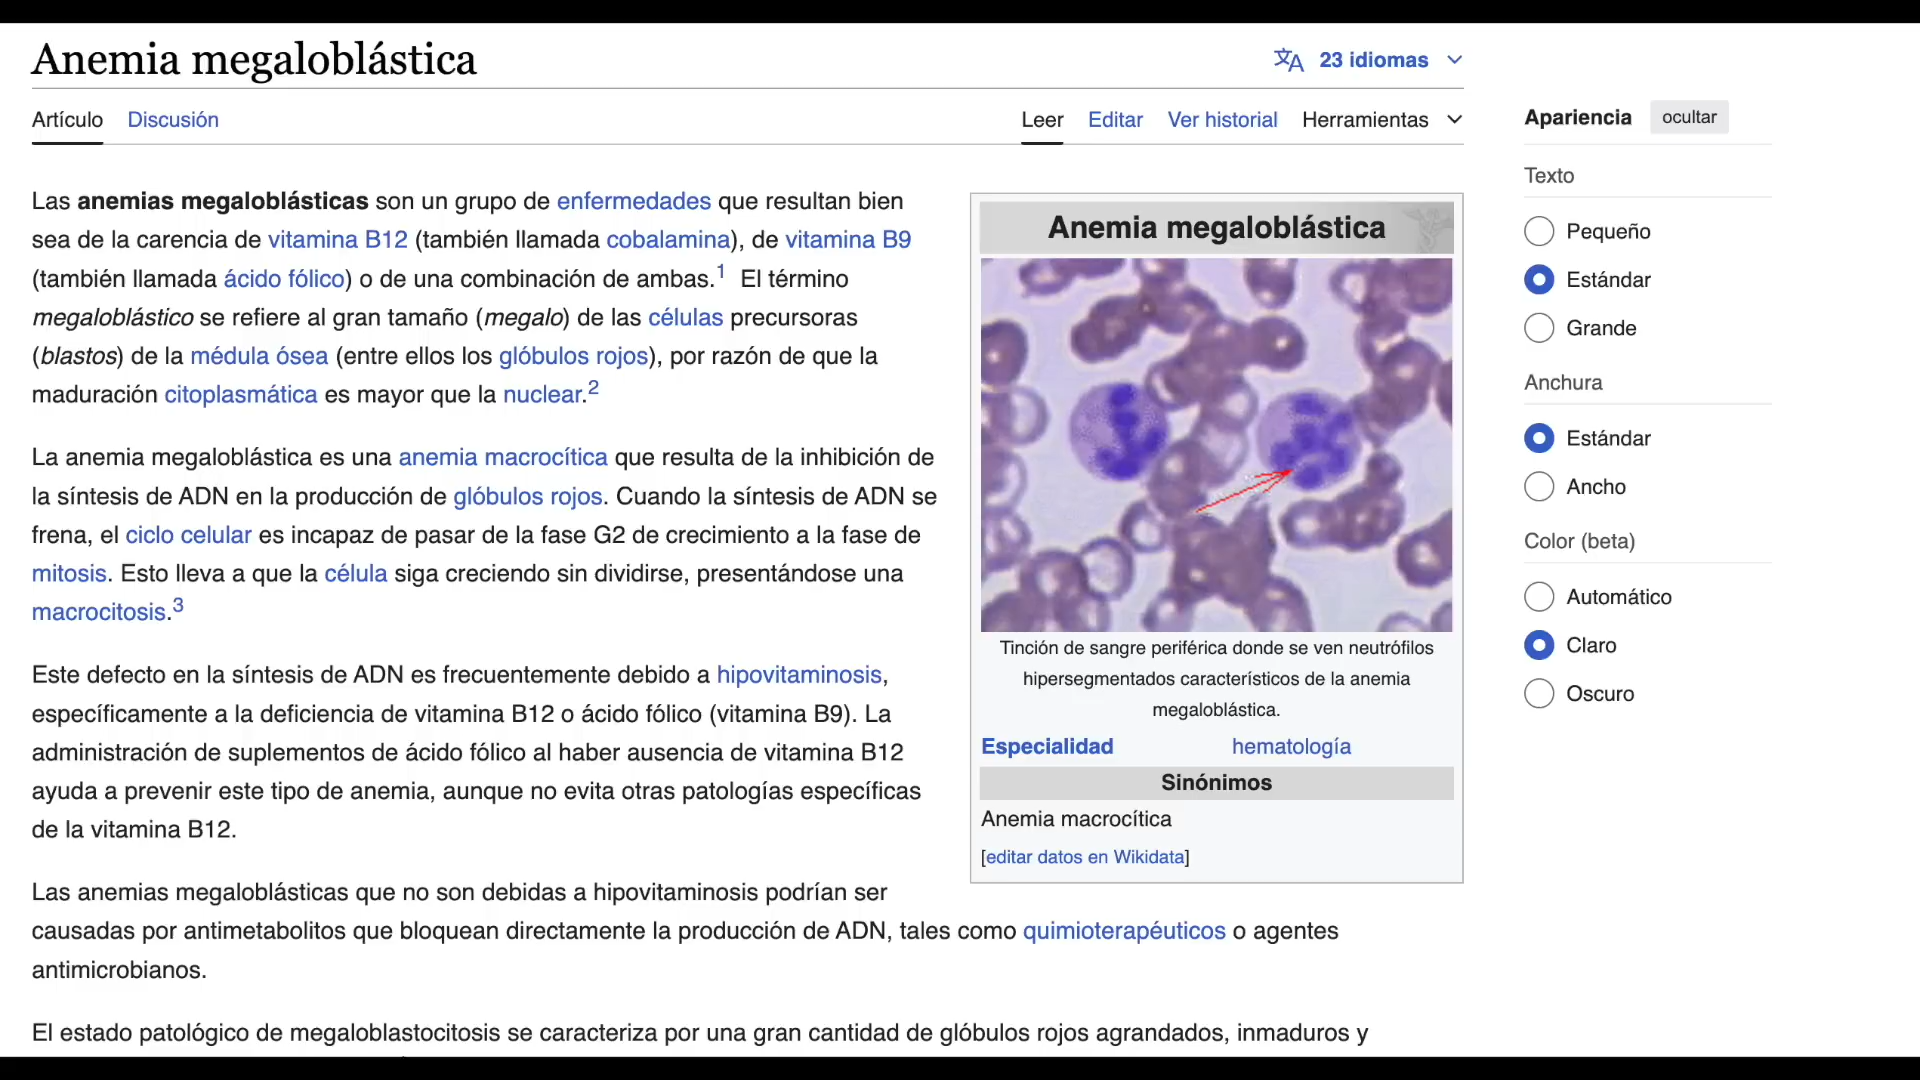 Anemia megaloblástica
23 idiomas
Artículo Discusión Leer Editar Ver historial Herramientas
Las anemias megaloblásticas son un grupo de enfermedades que resultan bien
sea de la carencia de vitamina B12 (también llamada cobalamina), de vitamina B9
(también llamada ácido fólico) o de una combinación de ambas.1 El término
megaloblástico se refiere al gran tamaño (megalo) de las células precursoras
(blastos) de la médula ósea (entre ellos los glóbulos rojos), por razón de que la
maduración citoplasmática es mayor que la nuclear.2
La anemia megaloblástica es una anemia macrocítica que resulta de la inhibición de
la síntesis de ADN en la producción de glóbulos rojos. Cuando la síntesis de ADN se
frena, el ciclo celular es incapaz de pasar de la fase G2 de crecimiento a la fase de
mitosis. Esto lleva a que la célula siga creciendo sin dividirse, presentándose una
macrocitosis.3
Este defecto en la síntesis de ADN es frecuentemente debido a hipovitaminosis,
específicamente a la deficiencia de vitamina B12 o ácido fólico (vitamina B9). La
administración de suplementos de ácido fólico al haber ausencia de vitamina B12
ayuda a prevenir este tipo de anemia, aunque no evita otras patologías específicas
de la vitamina B12.
Las anemias megaloblásticas que no son debidas a hipovitaminosis podrían ser
causadas por antimetabolitos que bloquean directamente la producción de ADN, tales como quimioterapéuticos o agentes
antimicrobianos.
El estado patológico de megaloblastocitosis se caracteriza por una gran cantidad de glóbulos rojos agrandados, inmaduros y
Anemia megaloblástica
Tinción de sangre periférica donde se ven neutrófilos
hipersegmentados característicos de la anemia
megaloblástica.
Especialidad hematología
Sinónimos
Anemia macrocítica
[editar datos en Wikidata]
Apariencia ocultar
Texto
Pequeño
Estándar
Grande
Anchura
Estándar
Ancho
Color (beta)
Automático
Claro
Oscuro